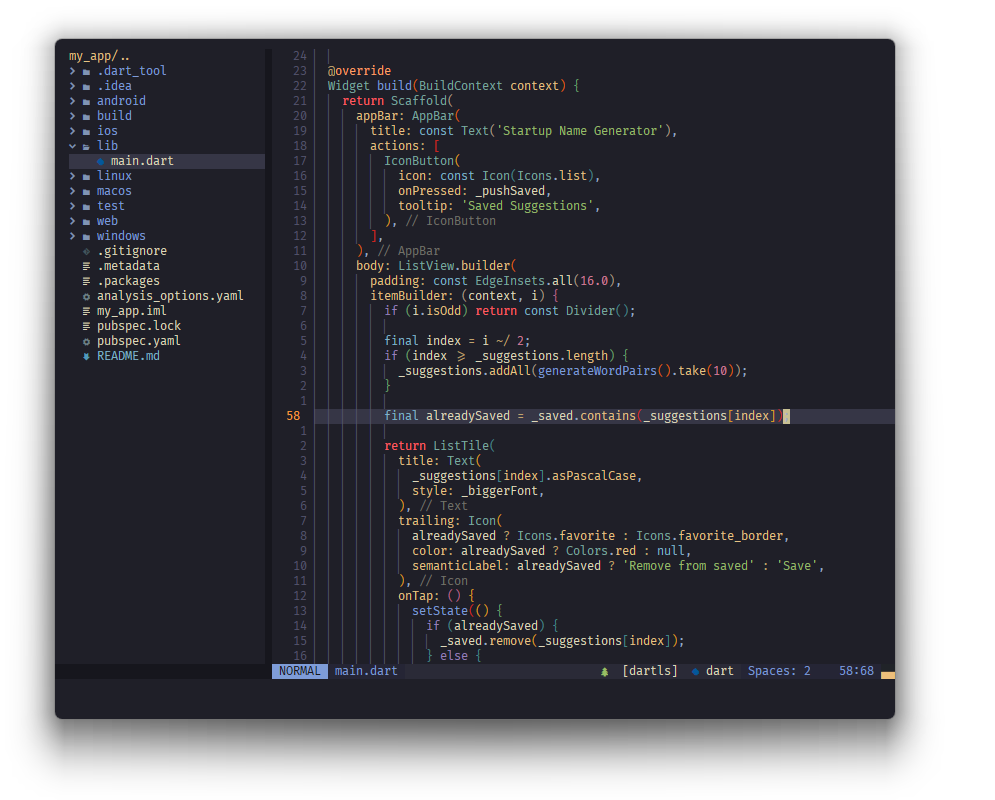 my_app/..
.dart_tool
.idea
android
build
ios
lib
main.dart
linux
macos
test
web
windows
.gitignore
.metadata
.packages
analysis_options.yaml
my_app.iml
pubspec.lock
pubspec.yaml
README.md
24
23 @override
22 Widget build(BuildContext context) {
21 return Scaffold(
20 appBar: AppBar(
19 title: const Text('Startup Name Generator'),
18 actions: [
17 IconButton(
16 icon: const Icon(Icons.list),
15 onPressed: _pushSaved,
14 tooltip: 'Saved Suggestions',
13 ), // IconButton
12 ],
11 ), // AppBar
10 body: ListView.builder(
9 padding: const EdgeInsets.all(16.0),
8 itemBuilder: (context, i) {
7 if (i.isOdd) return const Divider();
6
5 final index = i ~/ 2;
4 if (index ⩾ _suggestions.length) {
3 _suggestions.addAll(generateWordPairs().take(10));
2 }
1
58 final alreadySaved = _saved.contains(_suggestions[index]);
1
2 return ListTile(
3 title: Text(
4 _suggestions[index].asPascalCase,
5 style: _biggerFont,
6 ), // Text
7 trailing: Icon(
8 alreadySaved ? Icons.favorite : Icons.favorite_border,
9 color: alreadySaved ? Colors.red : null,
10 semanticLabel: alreadySaved ? 'Remove from saved' : 'Save',
11 ), // Icon
12 onTap: () {
13 setState(() {
14 if (alreadySaved) {
15 _saved.remove(_suggestions[index]);
16 } else {
NORMAL main.dart [dartls] dart Spaces: 2 58:68